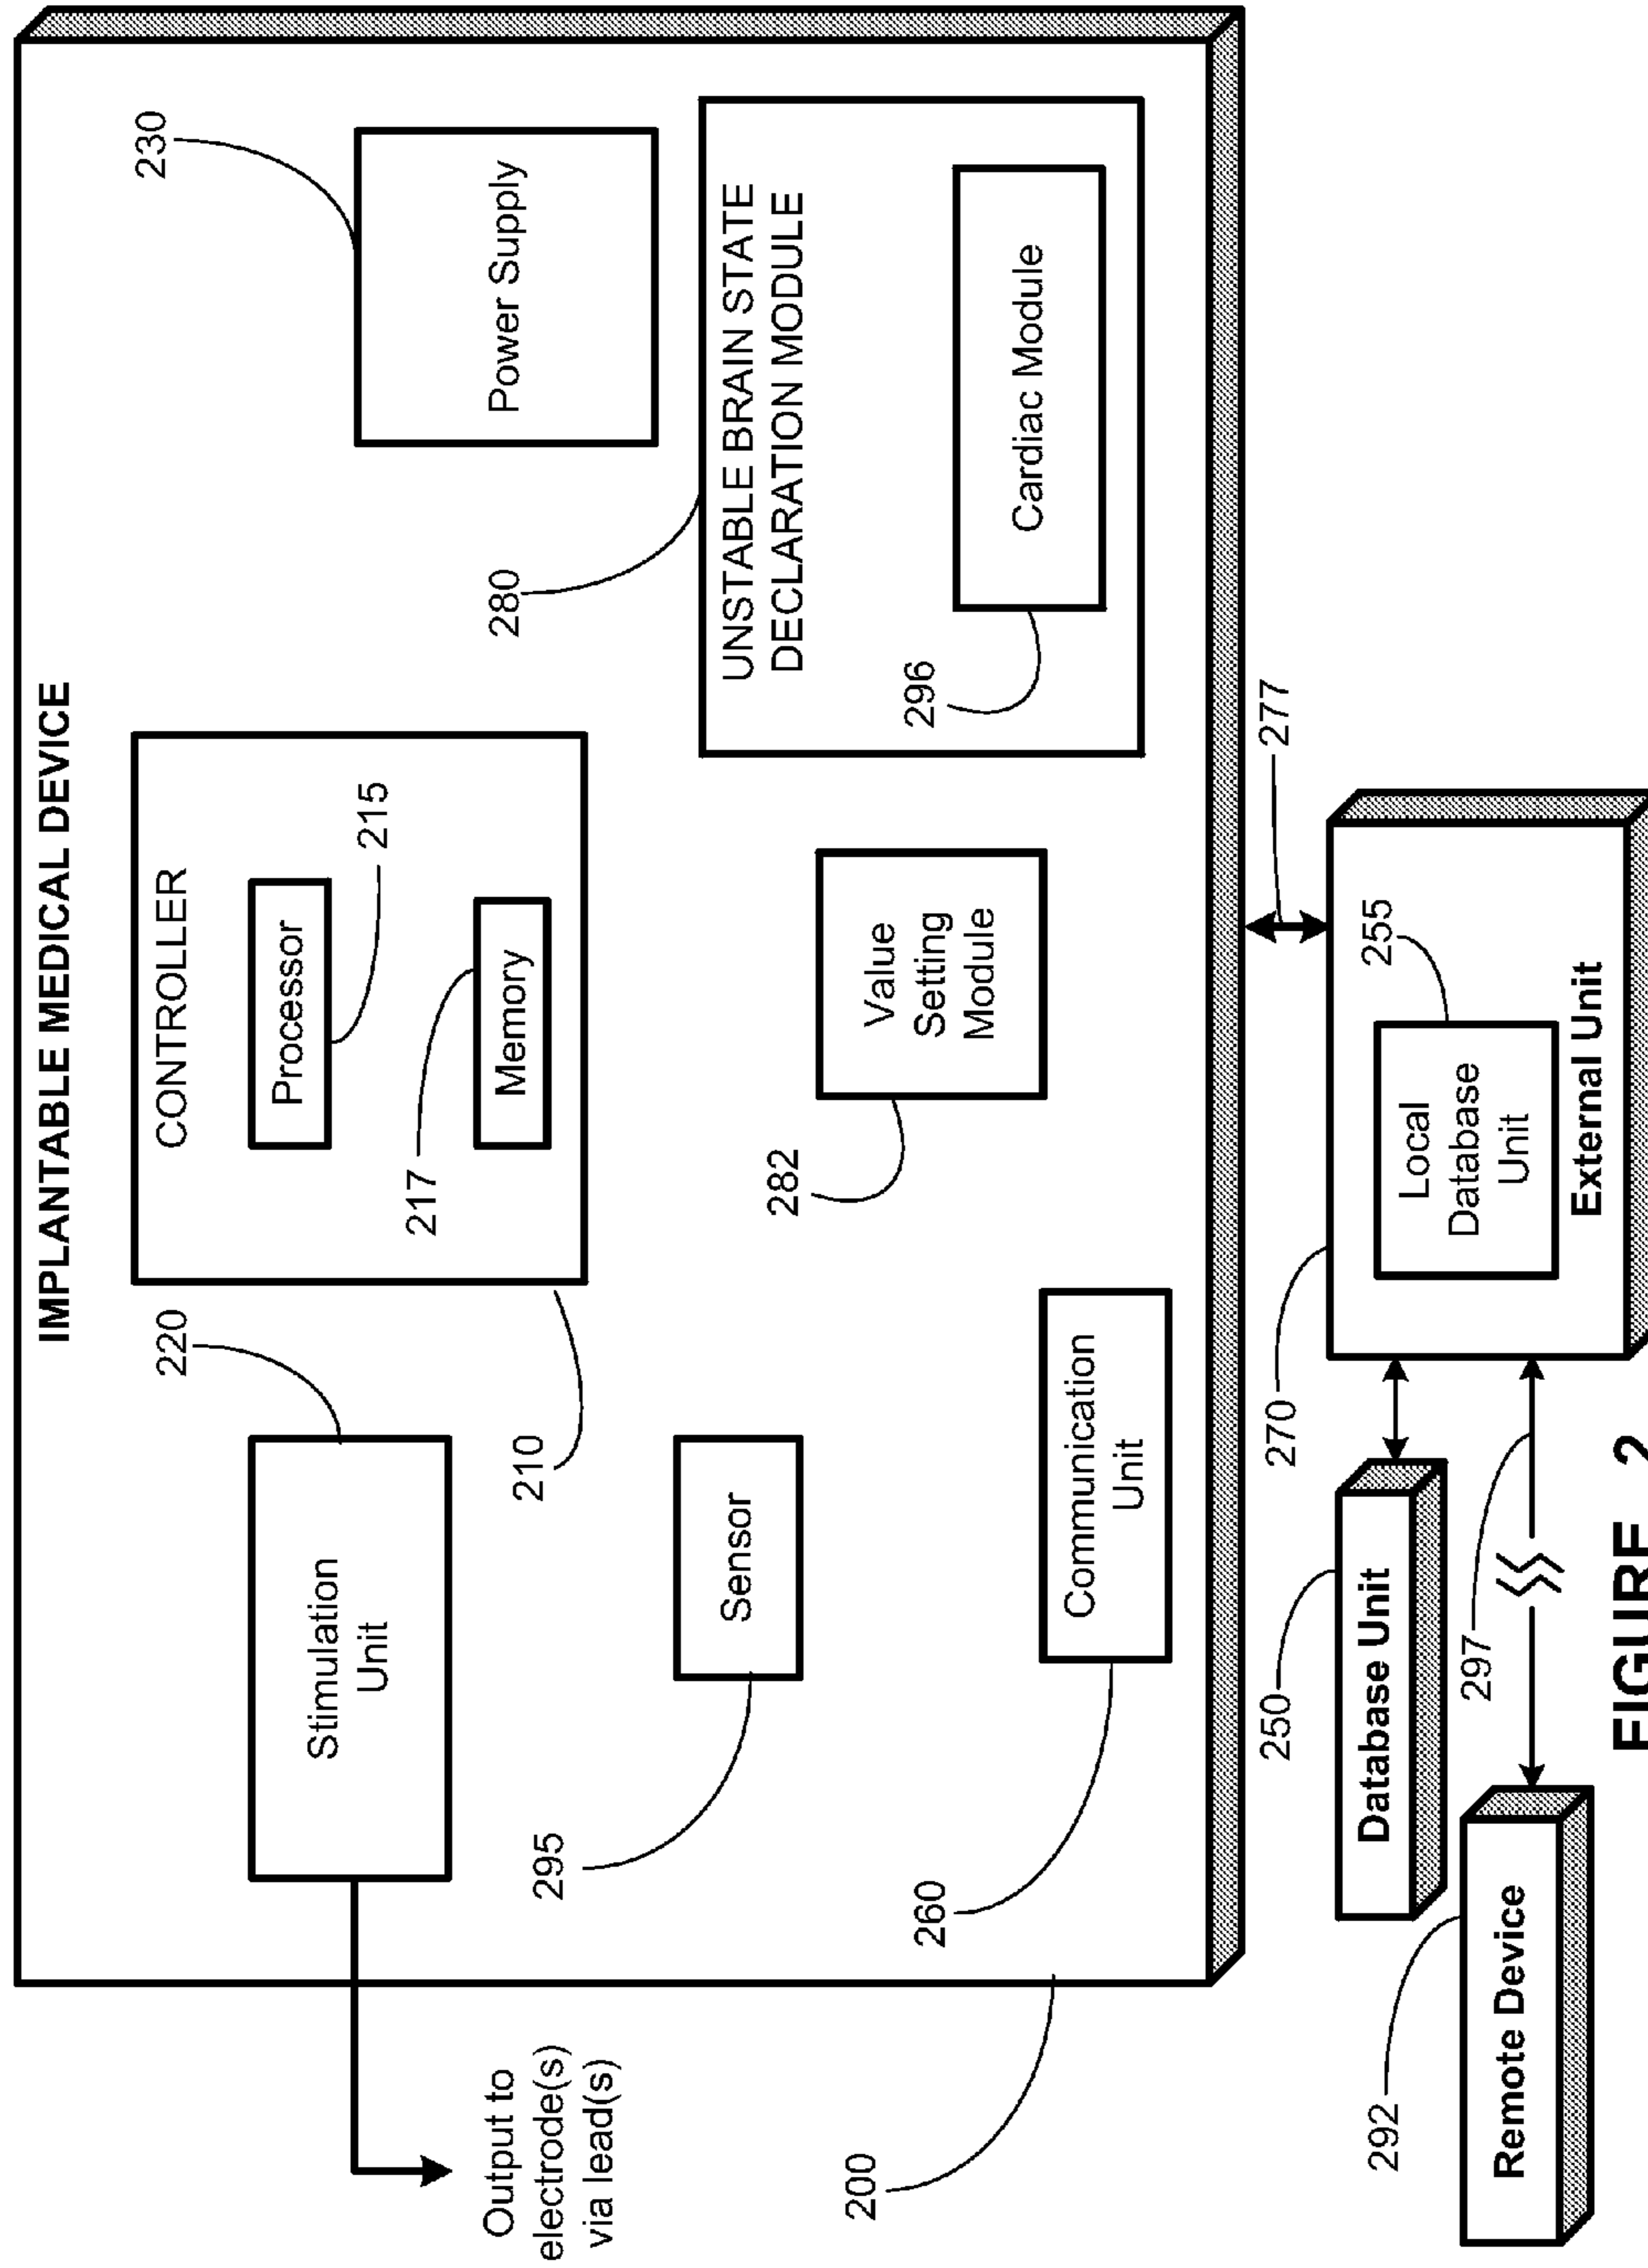 IMPLANTABLE MEDICAL DEVICE
220
Stimulation
Unit
CONTROLLER
Processor
215
217
Memory
210
230
Power Supply
Output to
electrode(s)
via lead(s)
295
Sensor
280
UNSTABLE BRAIN STATE
DECLARATION MODULE
296
Cardiac Module
282
Value
Setting
Module
260
Communication
Unit
200
277
270
255
Local
Database
Unit
External Unit
250
Database Unit
297
292
Remote Device
FIGURE 2